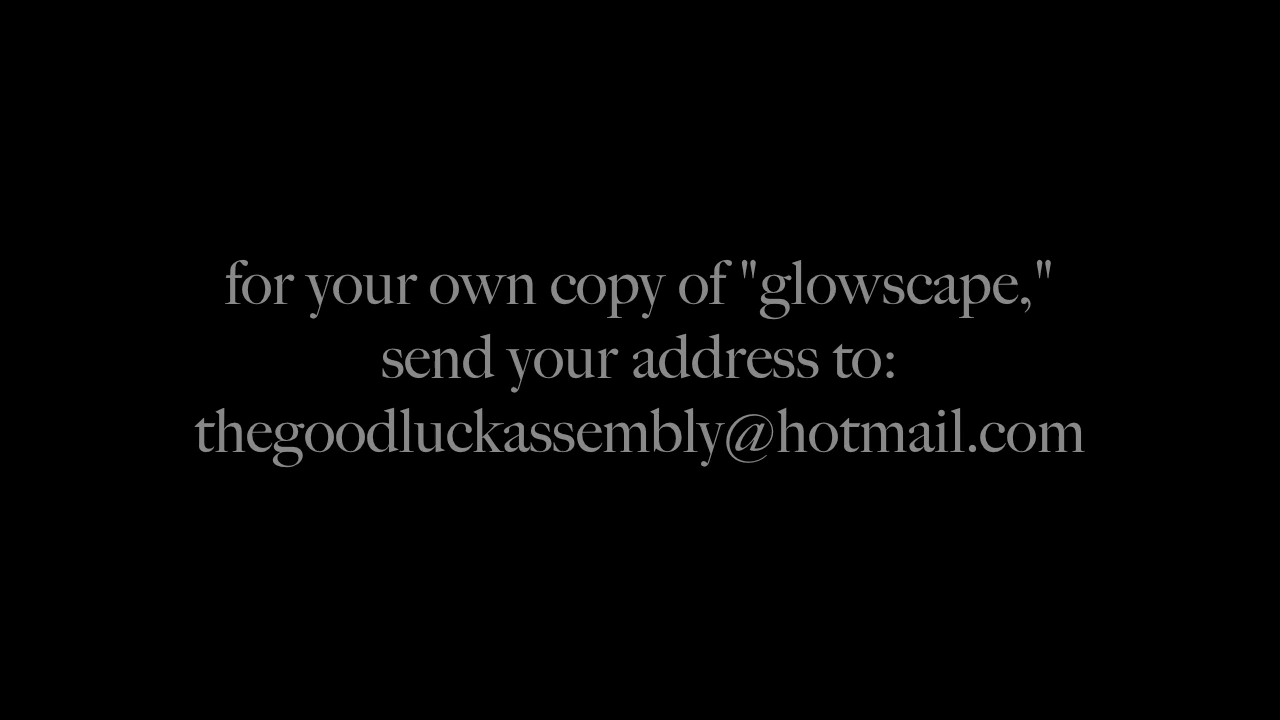 for your own copy of "glowscape,"
send your address to:
thegoodluckassembly@hotmail.com